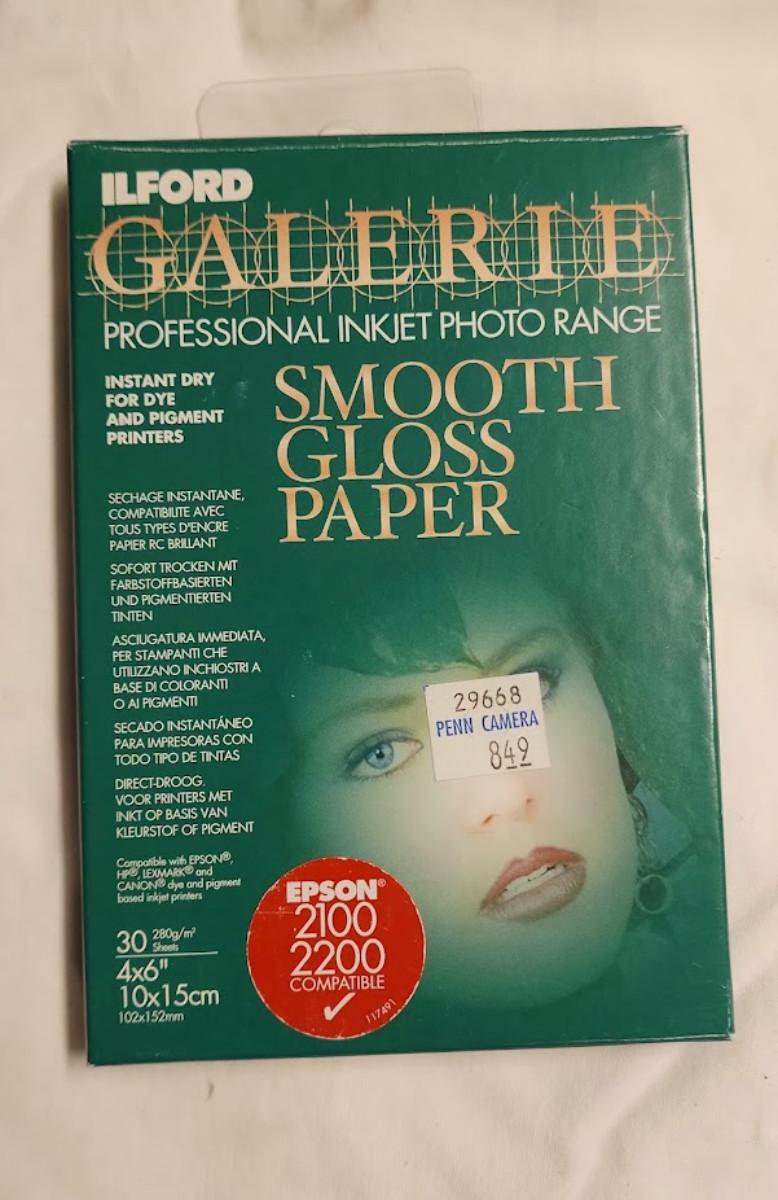 ILFORD
GALERIE
PROFESSIONAL INKJET PHOTO RANGE
INSTANT DRY
FOR DYE
AND PIGMENT
PRINTERS
SMOOTH
GLOSS
PAPER
SECHAGE INSTANTANE,
COMPATIBILITE AVEC
TOUS TYPES D'ENCRE
PAPIER RC BRILLANT
SOFORT TROCKEN MIT
FARBSTOFFBASIERTEN
UND PIGMENTIERTEN
TINTEN
ASCIUGATURA IMMEDIATA,
PER STAMPANTI CHE
UTILIZZANO INCHIOSTRI A
BASE DI COLORANTI
O AI PIGMENTI
SECADO INSTANTÁNEO
PARA IMPRESORAS CON
TODO TIPO DE TINTAS
DIRECT-DROOG.
VOOR PRINTERS MET
INKT OP BASIS VAN
KLEURSTOF OF PIGMENT
Compatible with EPSON®,
HP®, LEXMARK® and
CANON® dye and pigment
based inkjet printers
30 280g/m²
Sheets
4x6"
10x15cm
102x152mm
29668
PENN CAMERA
849
EPSON®
2100
2200
COMPATIBLE
✓
117491